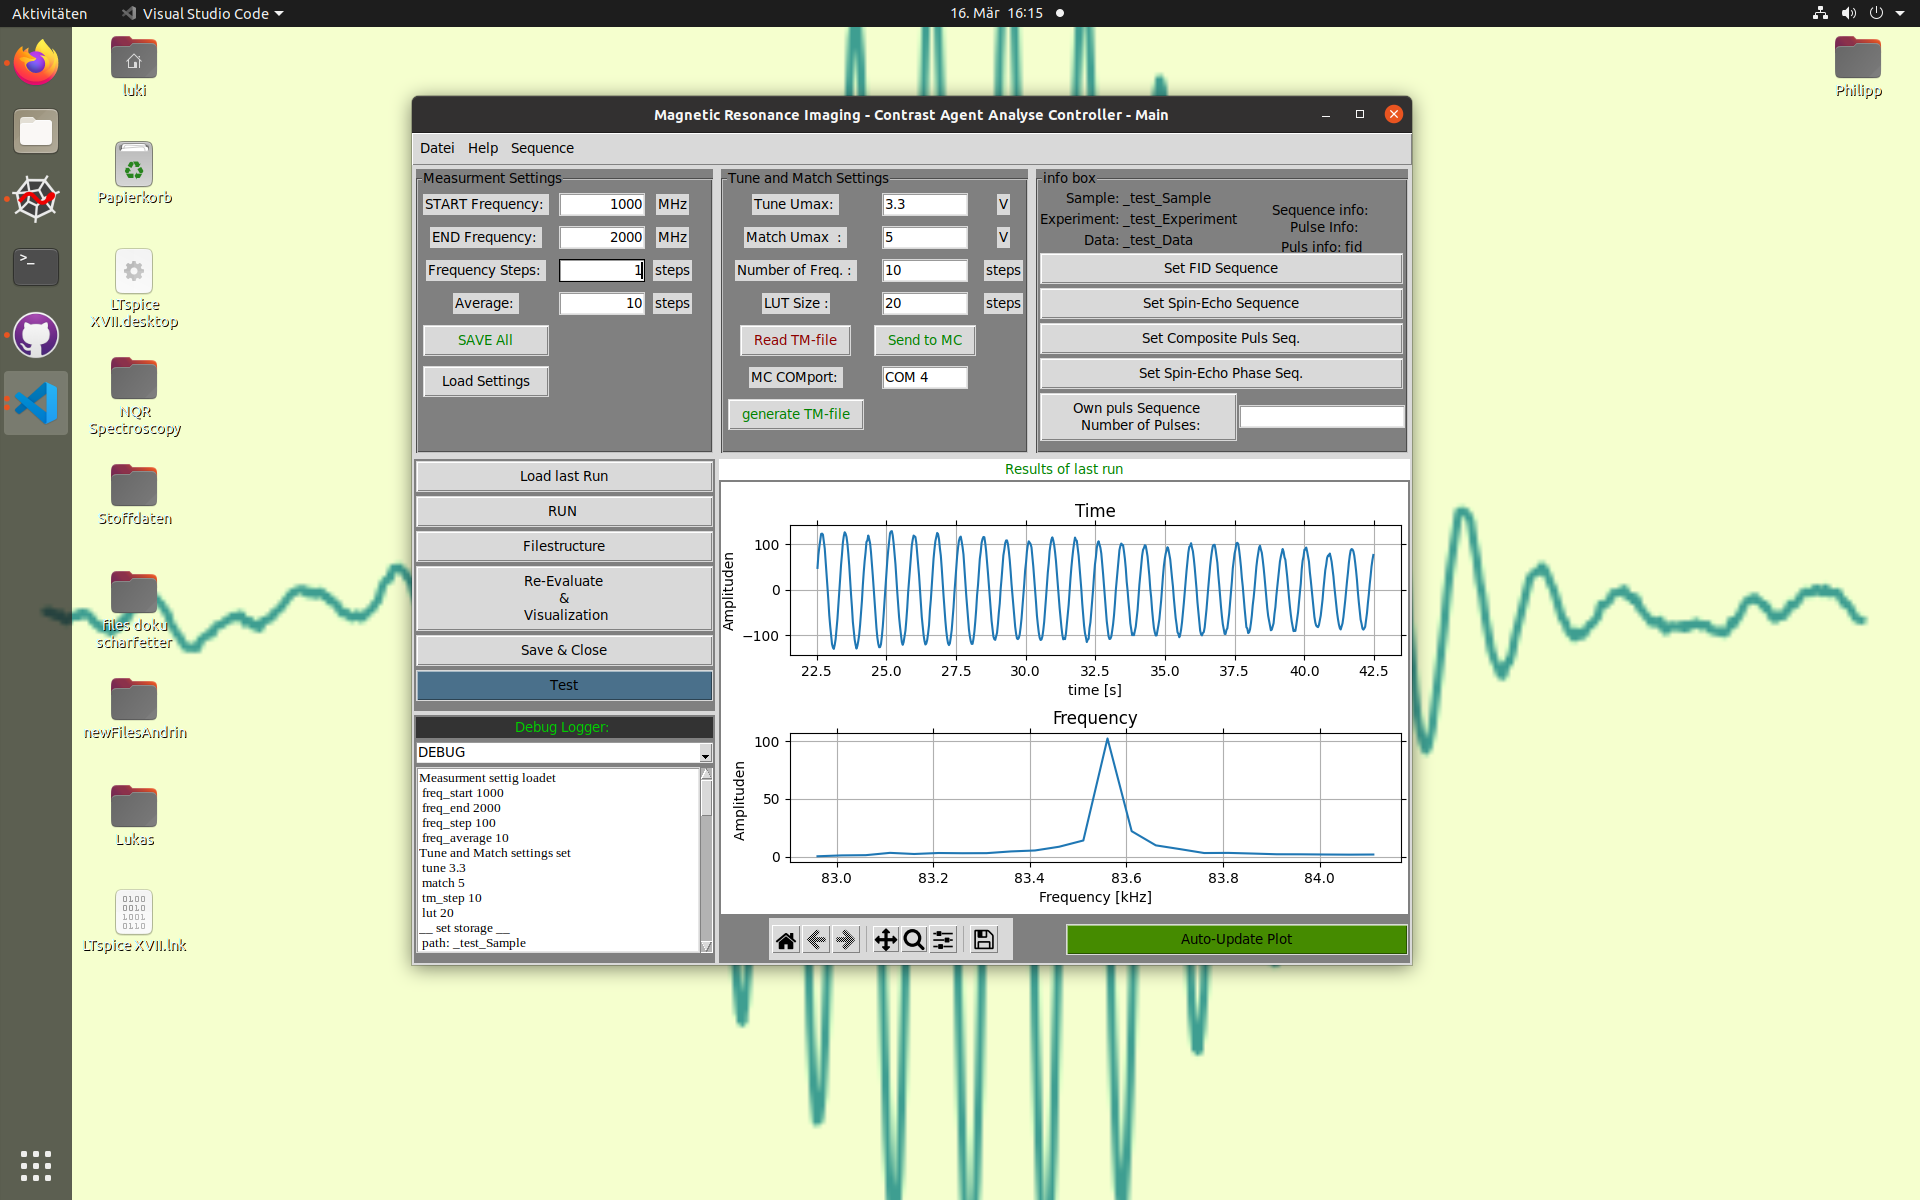 Aktivitäten
Visual Studio Code
16. Mär 16:15
luki
Papierkorb
LTspice
XVII.desktop
NQR
Spectroscopy
Stoffdaten
files doku
scharfetter
newFilesAndrin
Lukas
0100
0010
1001
0110
LTspice XVII.lnk
Philipp
>_
Magnetic Resonance Imaging - Contrast Agent Analyse Controller - Main
Datei Help Sequence
Measurment Settings
START Frequency: 1000 MHz
END Frequency: 2000 MHz
Frequency Steps: 1 steps
Average: 10 steps
SAVE All
Load Settings
Tune and Match Settings
Tune Umax: 3.3 V
Match Umax : 5 V
Number of Freq. : 10 steps
LUT Size : 20 steps
Read TM-file Send to MC
MC COMport: COM 4
generate TM-file
info box
Sample: _test_Sample
Experiment: _test_Experiment
Data: _test_Data
Sequence info:
Pulse Info:
Puls info: fid
Set FID Sequence
Set Spin-Echo Sequence
Set Composite Puls Seq.
Set Spin-Echo Phase Seq.
Own puls Sequence
Number of Pulses:
Load last Run
RUN
Filestructure
Re-Evaluate
&
Visualization
Save & Close
Test
Debug Logger:
DEBUG
Measurment settig loadet
freq_start 1000
freq_end 2000
freq_step 100
freq_average 10
Tune and Match settings set
tune 3.3
match 5
tm_step 10
lut 20
__ set storage __
path: _test_Sample
Results of last run
Time
Amplituden
100
0
−100
22.5 25.0 27.5 30.0 32.5 35.0 37.5 40.0 42.5
time [s]
Frequency
Amplituden
100
50
0
83.0 83.2 83.4 83.6 83.8 84.0
Frequency [kHz]
Auto-Update Plot